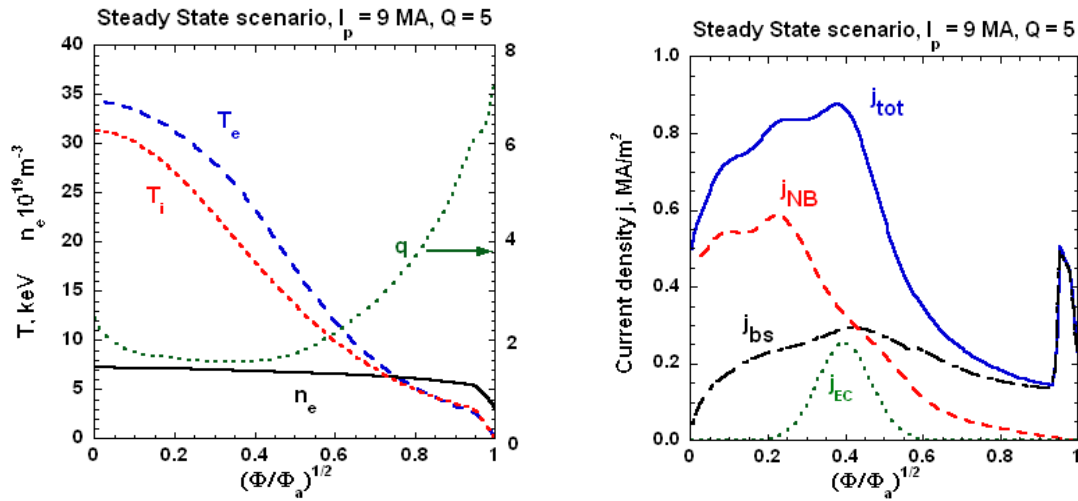 Steady State scenario, I_p = 9 MA, Q = 5
40
35
30
25
20
15
10
5
0
T, keV n_e 10^19 m^-3
8
6
4
2
0
T_e
T_i
q
n_e
0 0.2 0.4 0.6 0.8 1
(Φ/Φ_a)^1/2
Steady State scenario, I_p = 9 MA, Q = 5
1.0
0.8
0.6
0.4
0.2
0.0
Current density j, MA/m^2
j_tot
j_NB
j_bs
j_EC
0 0.2 0.4 0.6 0.8 1
(Φ/Φ_a)^1/2